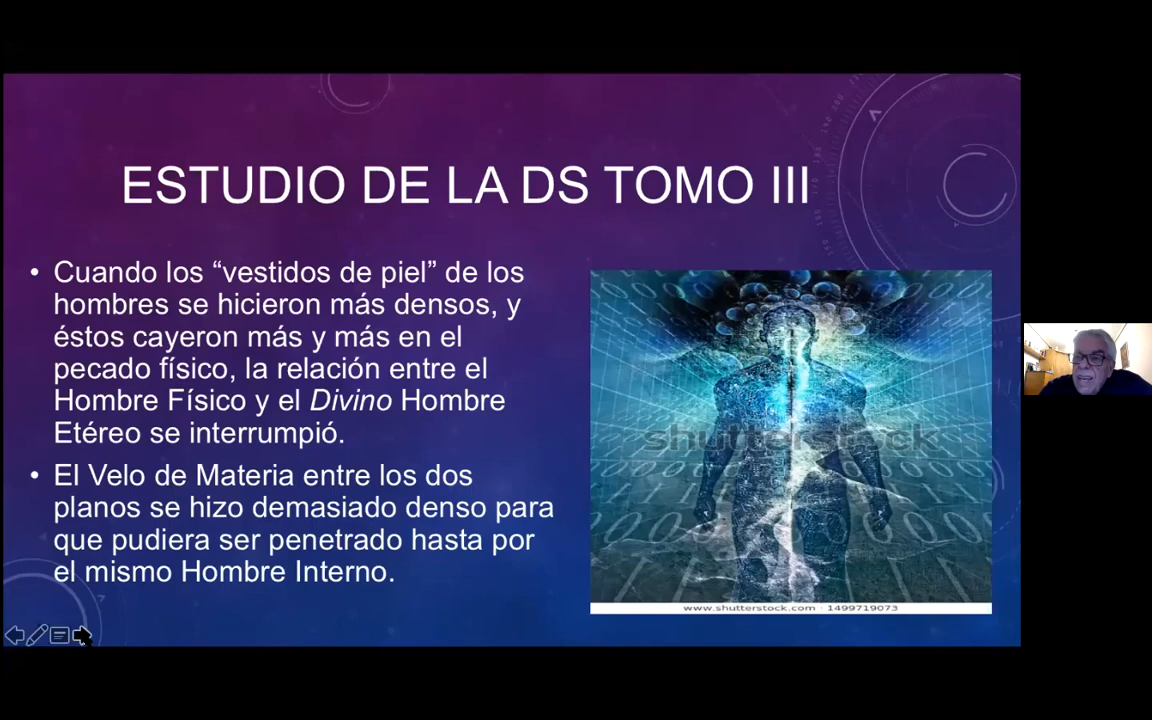 ESTUDIO DE LA DS TOMO III
• Cuando los “vestidos de piel” de los
hombres se hicieron más densos, y
éstos cayeron más y más en el
pecado físico, la relación entre el
Hombre Físico y el Divino Hombre
Etéreo se interrumpió.
• El Velo de Materia entre los dos
planos se hizo demasiado denso para
que pudiera ser penetrado hasta por
el mismo Hombre Interno.
shutterstock
www.shutterstock.com · 1499719073